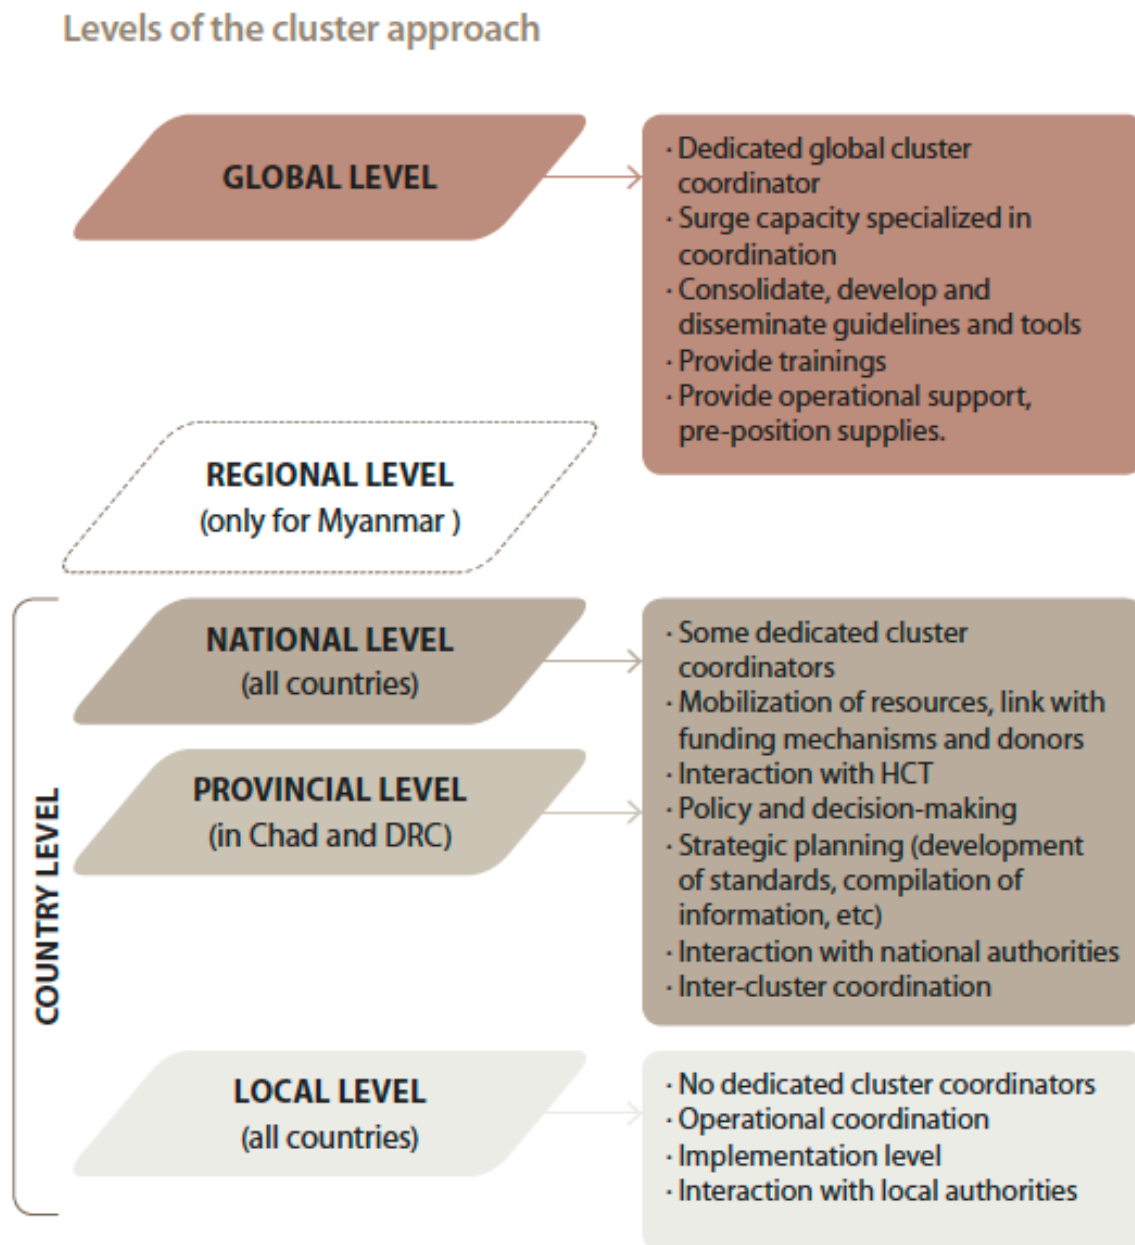 Levels of the cluster approach
GLOBAL LEVEL
· Dedicated global cluster
coordinator
· Surge capacity specialized in
coordination
· Consolidate, develop and
disseminate guidelines and tools
· Provide trainings
· Provide operational support,
pre-position supplies.
REGIONAL LEVEL
(only for Myanmar )
COUNTRY LEVEL
NATIONAL LEVEL
(all countries)
PROVINCIAL LEVEL
(in Chad and DRC)
· Some dedicated cluster
coordinators
· Mobilization of resources, link with
funding mechanisms and donors
· Interaction with HCT
· Policy and decision-making
· Strategic planning (development
of standards, compilation of
information, etc)
· Interaction with national authorities
· Inter-cluster coordination
LOCAL LEVEL
(all countries)
· No dedicated cluster coordinators
· Operational coordination
· Implementation level
· Interaction with local authorities